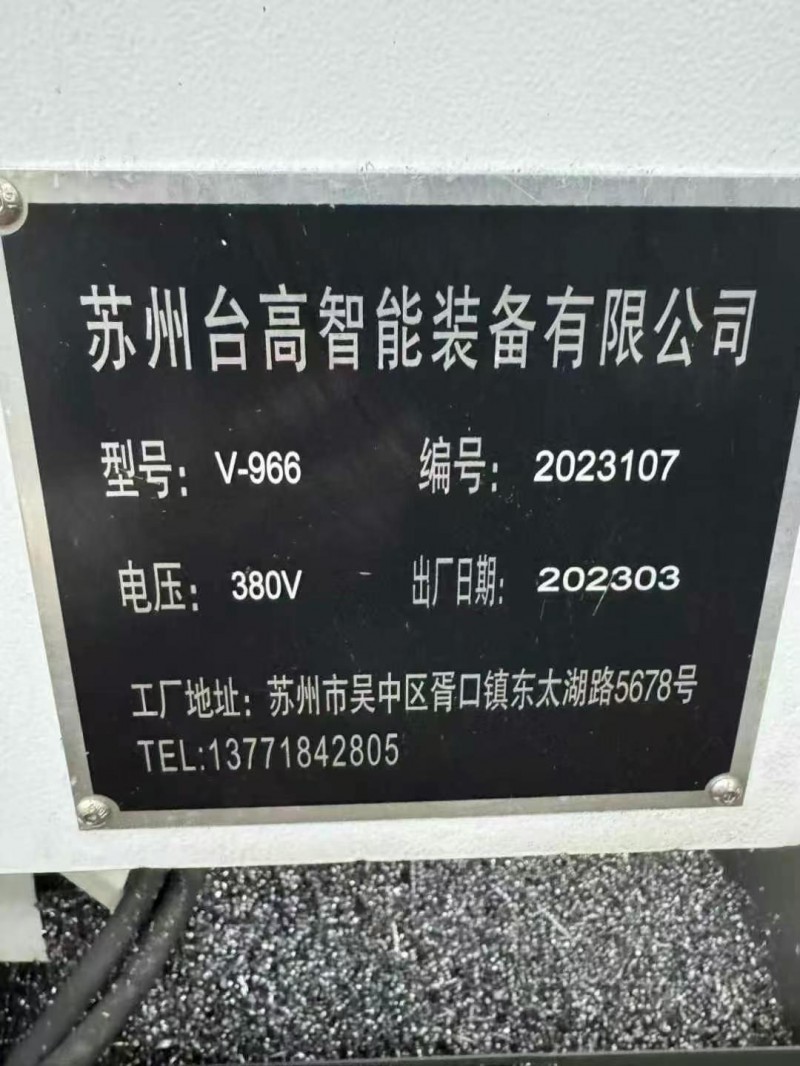 苏州台高智能装备有限公司
型号：V-966 编号：2023107
电压：380V 出厂日期：202303
工厂地址：苏州市吴中区胥口镇东太湖路5678号
TEL:13771842805